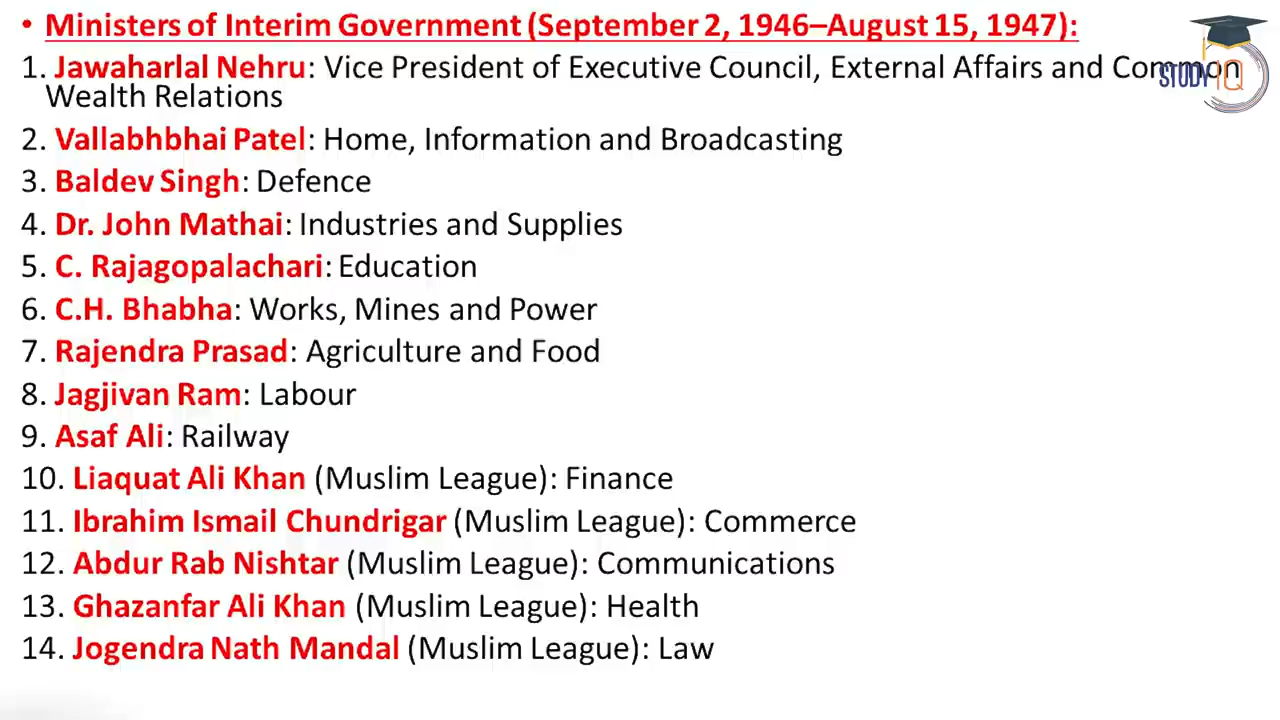 • Ministers of Interim Government (September 2, 1946–August 15, 1947):
1. Jawaharlal Nehru: Vice President of Executive Council, External Affairs and Common
Wealth Relations
STUDY IQ
2. Vallabhbhai Patel: Home, Information and Broadcasting
3. Baldev Singh: Defence
4. Dr. John Mathai: Industries and Supplies
5. C. Rajagopalachari: Education
6. C.H. Bhabha: Works, Mines and Power
7. Rajendra Prasad: Agriculture and Food
8. Jagjivan Ram: Labour
9. Asaf Ali: Railway
10. Liaquat Ali Khan (Muslim League): Finance
11. Ibrahim Ismail Chundrigar (Muslim League): Commerce
12. Abdur Rab Nishtar (Muslim League): Communications
13. Ghazanfar Ali Khan (Muslim League): Health
14. Jogendra Nath Mandal (Muslim League): Law